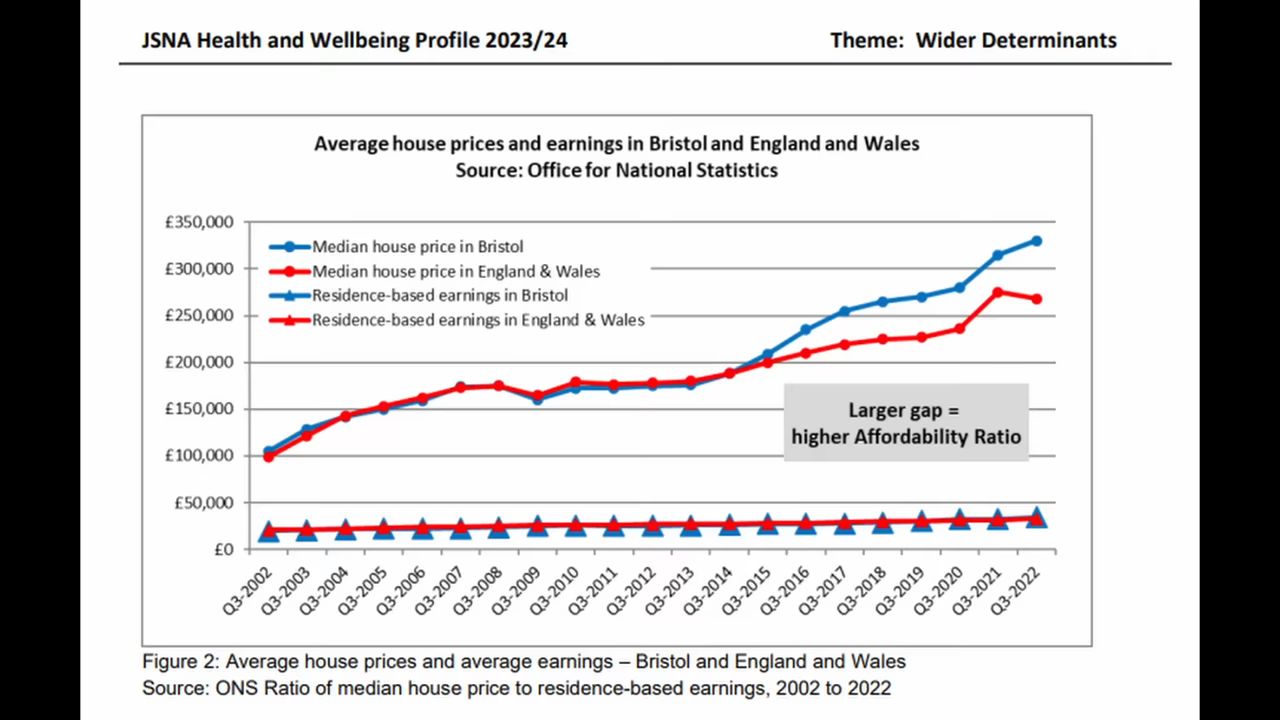 JSNA Health and Wellbeing Profile 2023/24 Theme: Wider Determinants
Average house prices and earnings in Bristol and England and Wales
Source: Office for National Statistics
£350,000
£300,000
£250,000
£200,000
£150,000
£100,000
£50,000
£0
Median house price in Bristol
Median house price in England & Wales
Residence-based earnings in Bristol
Residence-based earnings in England & Wales
Larger gap =
higher Affordability Ratio
Q3-2002
Q3-2003
Q3-2004
Q3-2005
Q3-2006
Q3-2007
Q3-2008
Q3-2009
Q3-2010
Q3-2011
Q3-2012
Q3-2013
Q3-2014
Q3-2015
Q3-2016
Q3-2017
Q3-2018
Q3-2019
Q3-2020
Q3-2021
Q3-2022
Figure 2: Average house prices and average earnings – Bristol and England and Wales
Source: ONS Ratio of median house price to residence-based earnings, 2002 to 2022